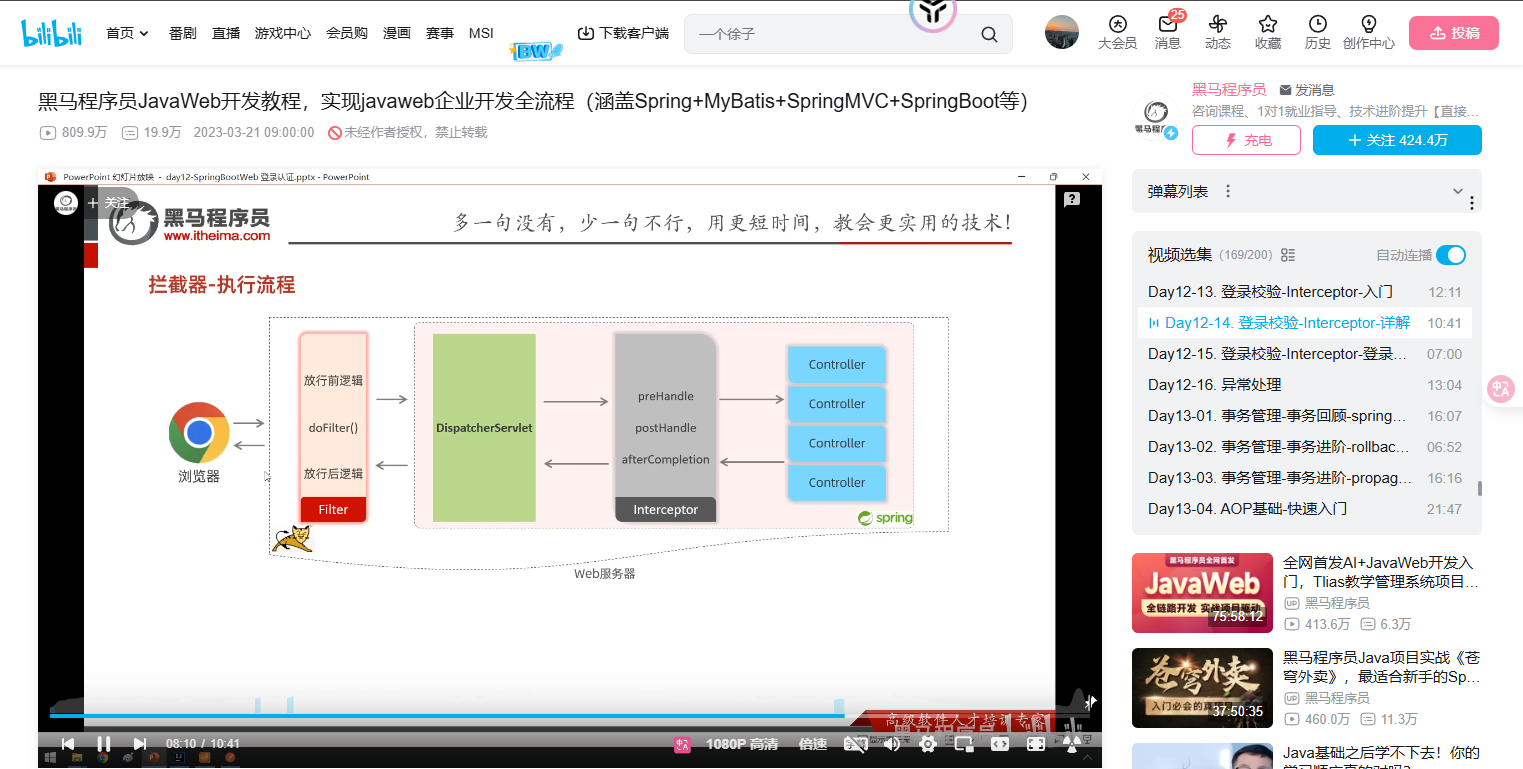 bilibili
首页 番剧 直播 游戏中心 会员购 漫画 赛事 MSI BW 下载客户端
一个徐子
大会员 消息 25 动态 收藏 历史 创作中心 投稿
黑马程序员JavaWeb开发教程，实现javaweb企业开发全流程（涵盖Spring+MyBatis+SpringMVC+SpringBoot等）
809.9万 19.9万 2023-03-21 09:00:00 未经作者授权，禁止转载
PowerPoint 幻灯片放映 - day12-SpringBootWeb 登录认证.pptx - PowerPoint
+ 关注
黑马程序员
www.itheima.com
多一句没有，少一句不行，用更短时间，教会更实用的技术！
拦截器-执行流程
浏览器
放行前逻辑
doFilter()
放行后逻辑
Filter
DispatcherServlet
preHandle
postHandle
afterCompletion
Interceptor
Controller
Controller
Controller
Controller
spring
Web服务器
高级软件人才培训专家
08:10 / 10:41
1080P 高清 倍速
黑马程序员 发消息
咨询课程、1对1就业指导、技术进阶提升【直接…
充电
+ 关注 424.4万
弹幕列表
视频选集 (169/200) 自动连播
Day12-13. 登录校验-Interceptor-入门 12:11
Day12-14. 登录校验-Interceptor-详解 10:41
Day12-15. 登录校验-Interceptor-登录... 07:00
Day12-16. 异常处理 13:04
Day13-01. 事务管理-事务回顾-spring... 16:07
Day13-02. 事务管理-事务进阶-rollbac... 06:52
Day13-03. 事务管理-事务进阶-propag... 16:16
Day13-04. AOP基础-快速入门 21:47
黑马程序员全网首发
JavaWeb
全链路开发 实战项目驱动
75:58:12
全网首发AI+JavaWeb开发入
门，Tlias教学管理系统项目...
UP 黑马程序员
413.6万 6.3万
苍穹外卖
37:50:35
黑马程序员Java项目实战《苍
穹外卖》，最适合新手的Sp...
UP 黑马程序员
460.0万 11.3万
Java基础之后学不下去！你的